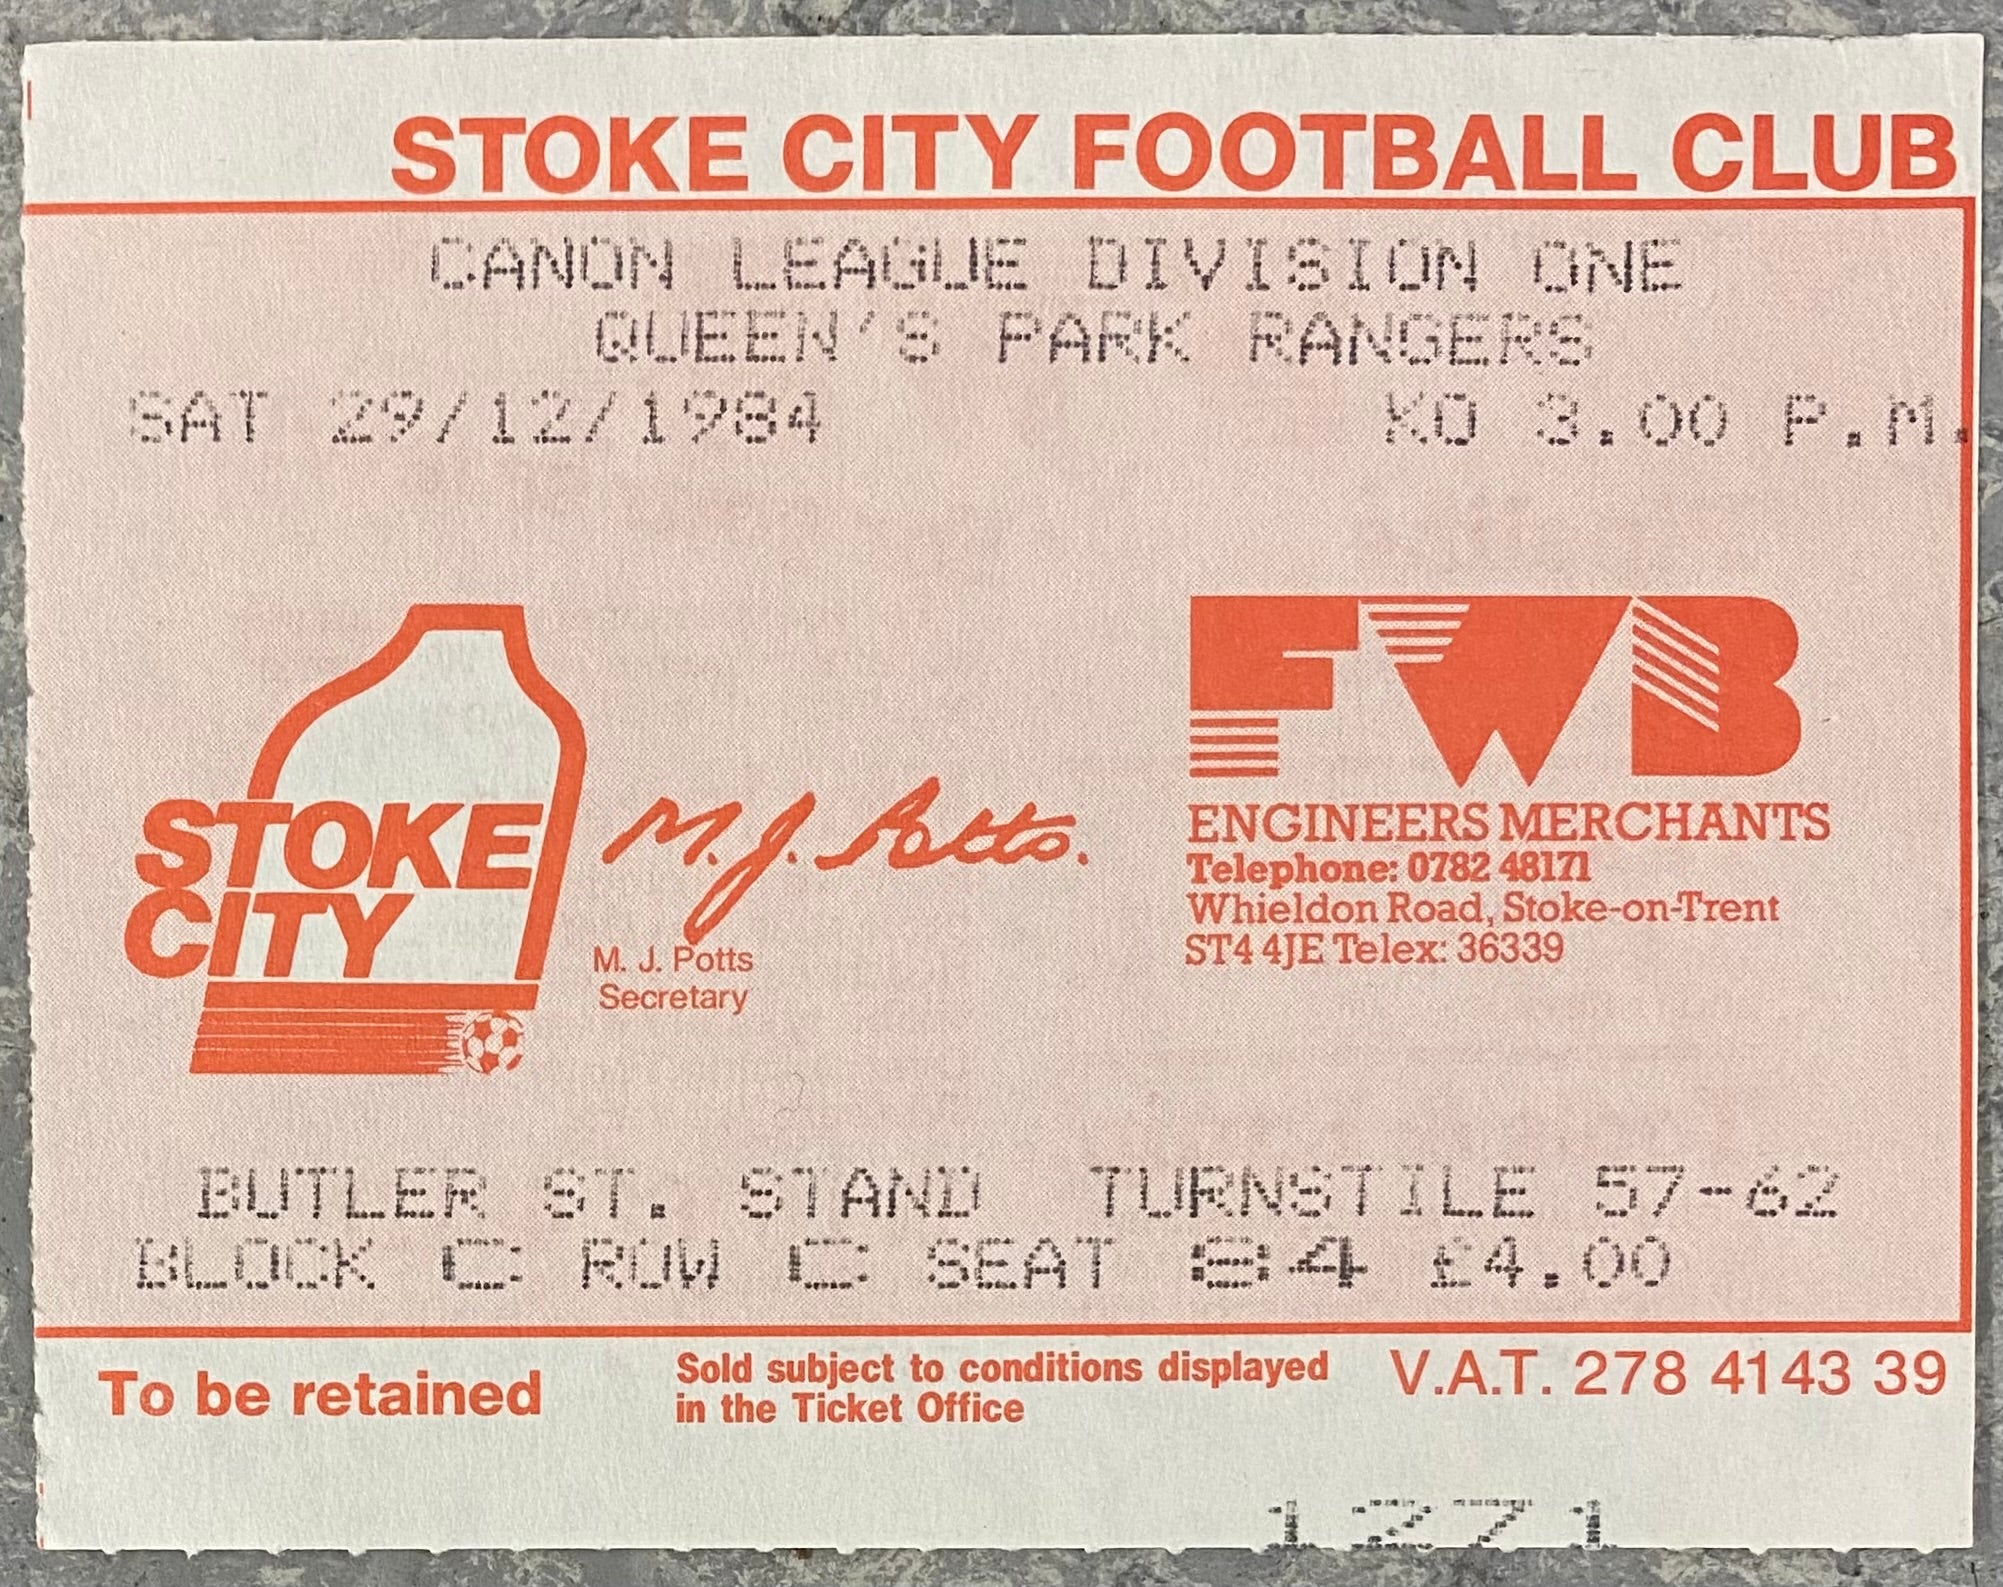 STOKE CITY FOOTBALL CLUB
CANON LEAGUE DIVISION ONE
QUEEN'S PARK RANGERS
SAT 29/12/1984 KO 3.00 P.M.
FWB
STOKE
CITY
M. J. Potts.
M. J. Potts
Secretary
ENGINEERS MERCHANTS
Telephone: 0782 48171
Whieldon Road, Stoke-on-Trent
ST4 4JE Telex: 36339
BUTLER ST. STAND TURNSTILE 57-62
BLOCK C ROW C SEAT 84 £4.00
To be retained
Sold subject to conditions displayed
in the Ticket Office
V.A.T. 278 4143 39
1271